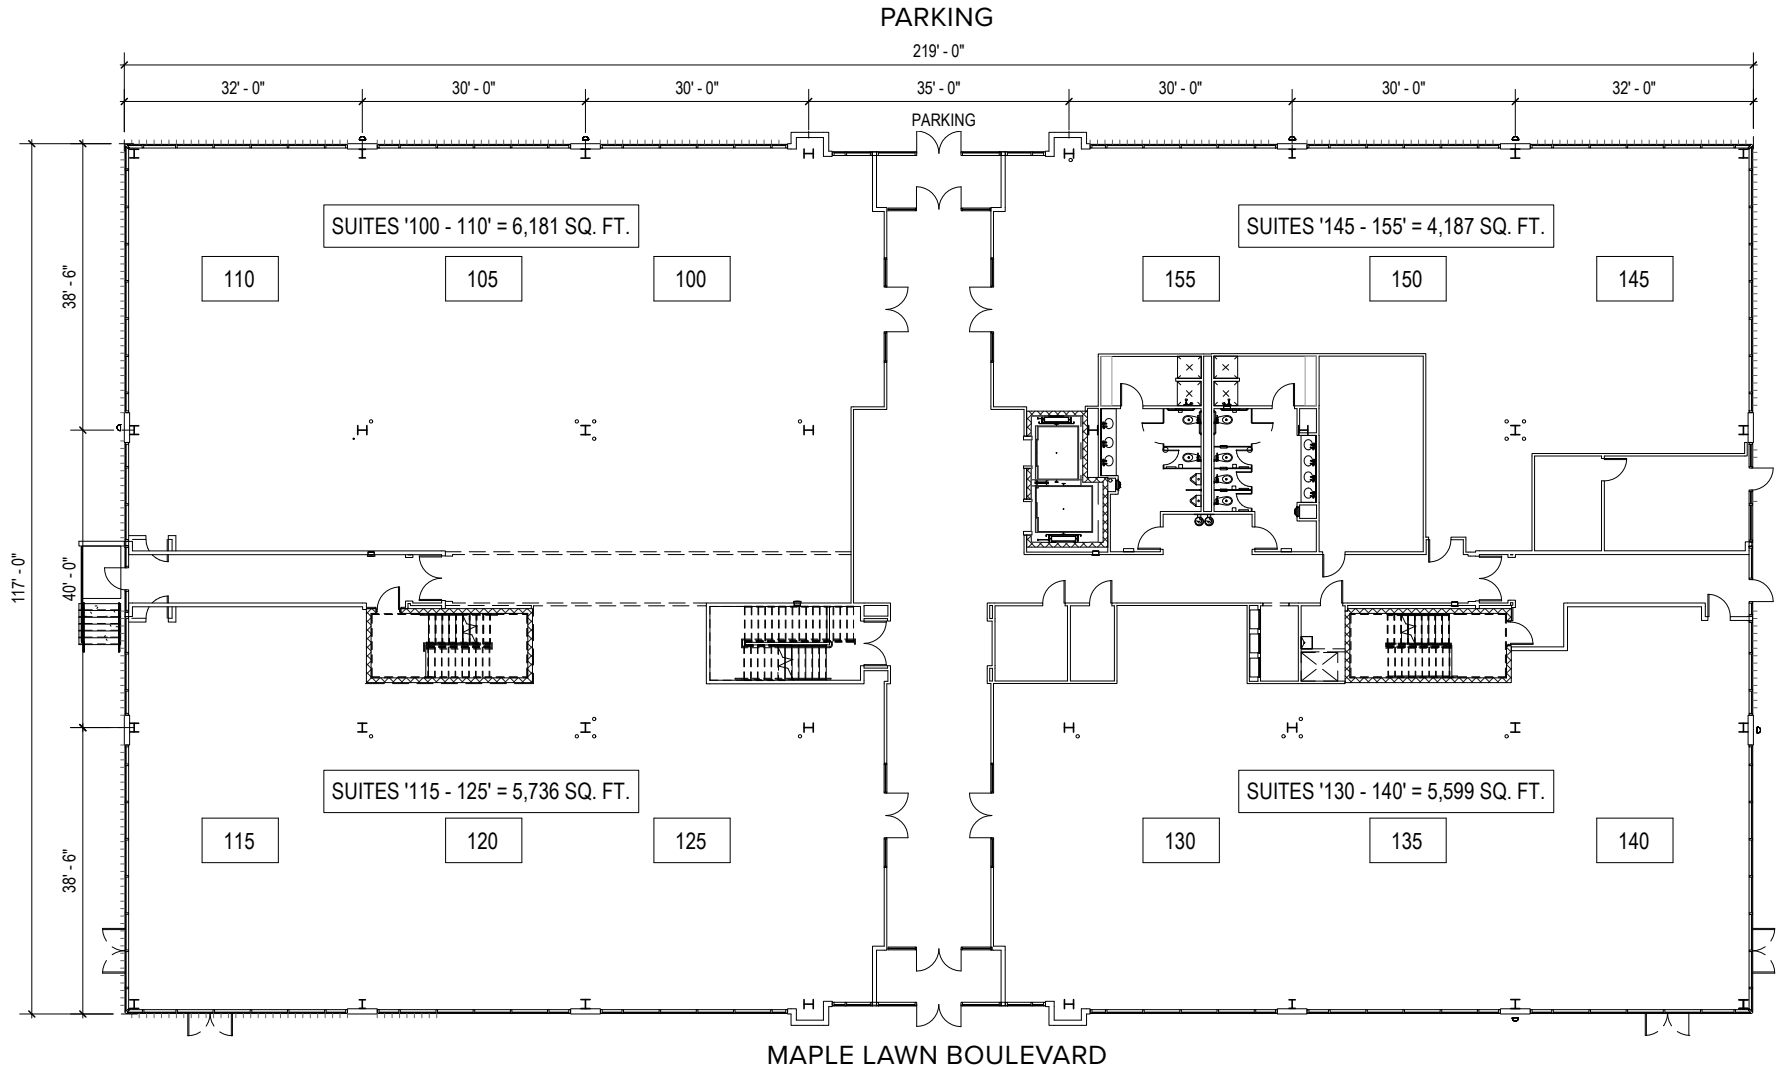 PARKING
219' - 0"
32' - 0"
30' - 0"
30' - 0"
35' - 0"
30' - 0"
30' - 0"
32' - 0"
PARKING
SUITES '100 - 110' = 6,181 SQ. FT.
SUITES '145 - 155' = 4,187 SQ. FT.
110
105
100
155
150
145
38' - 6"
117' - 0"
40' - 0"
38' - 6"
SUITES '115 - 125' = 5,736 SQ. FT.
SUITES '130 - 140' = 5,599 SQ. FT.
115
120
125
130
135
140
MAPLE LAWN BOULEVARD